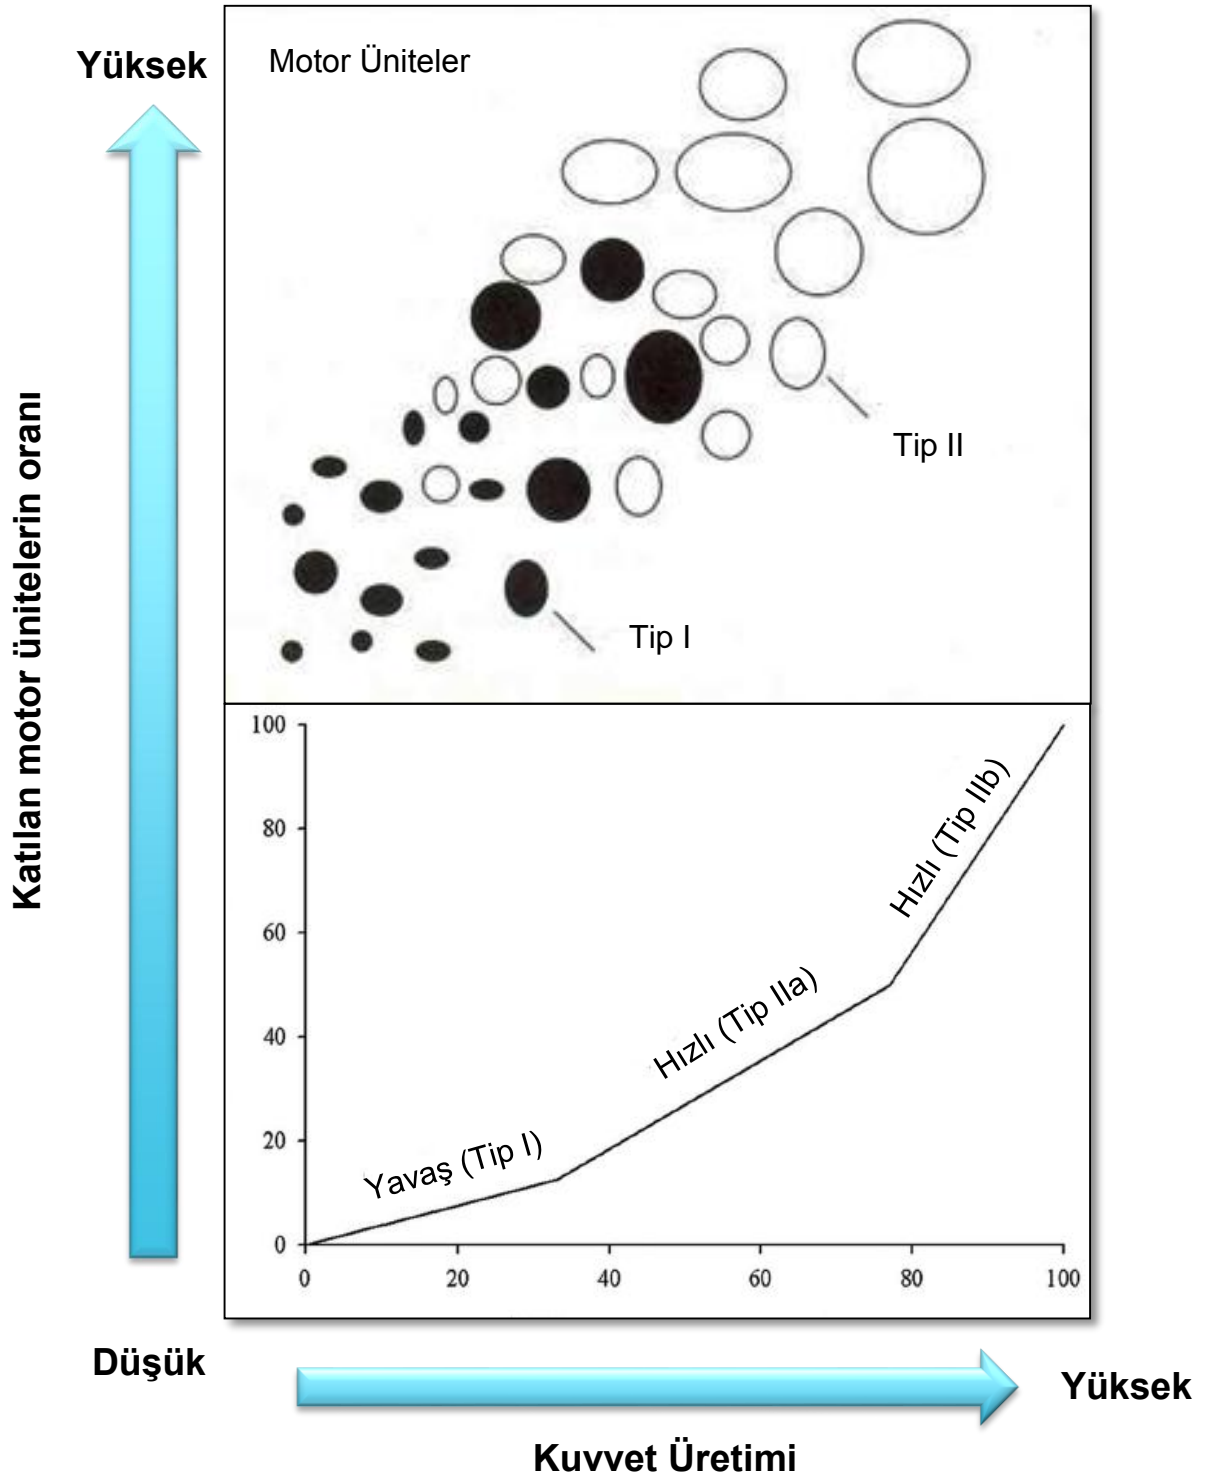 Yüksek
Motor Üniteler
Katılan motor ünitelerin oranı
Tip II
Tip I
100
80
60
40
20
0
Hızlı (Tip IIb)
Hızlı (Tip IIa)
Yavaş (Tip I)
0 20 40 60 80 100
Düşük
Yüksek
Kuvvet Üretimi